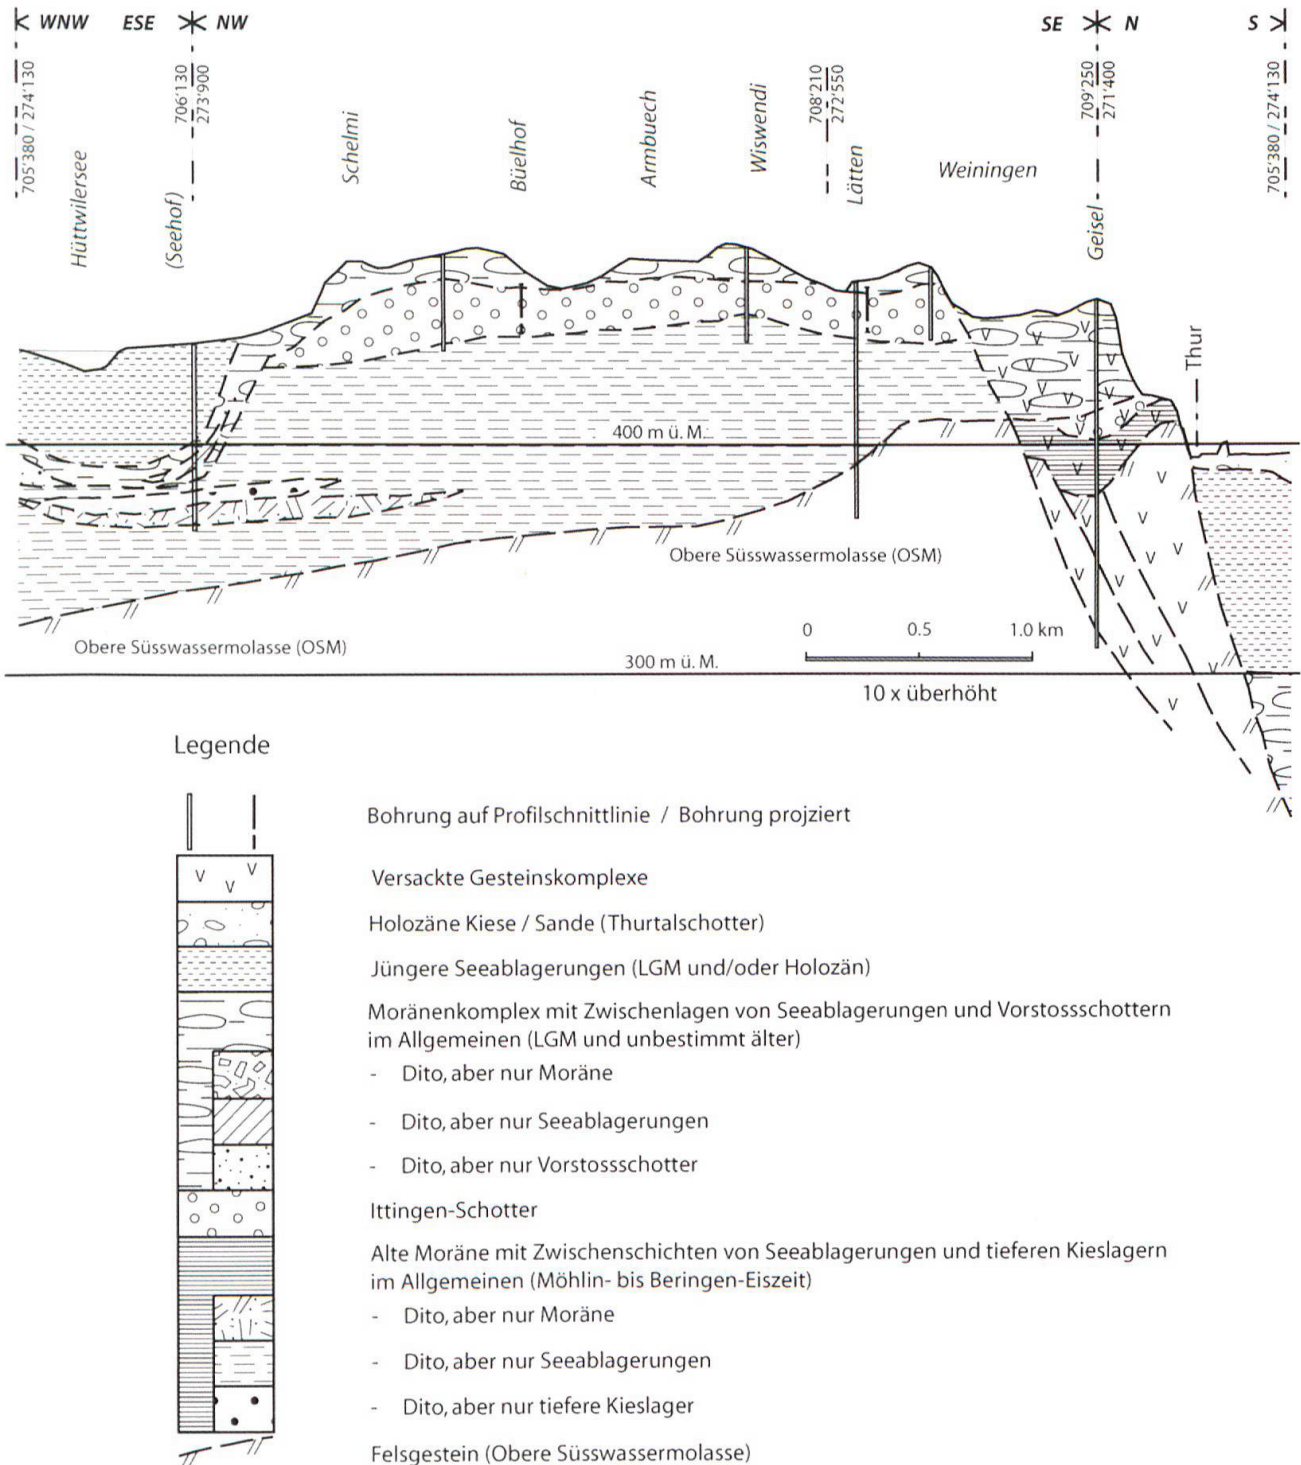 WNW ESE NW SE N S
705'380 / 274'130
706'130
273'900
708'210
272'550
709'250
271'400
705'380 / 274'130
Hüttwilersee
(Seehof)
Schelmi
Büelhof
Armbuech
Wiswendi
Lätten
Weiningen
Geisel
Thur
400 m ü. M.
Obere Süsswassermolasse (OSM)
Obere Süsswassermolasse (OSM)
0 0.5 1.0 km
300 m ü. M.
10 x überhöht
V V V V V V V V V V V V V V V V V V V V V V V V
Legende
Bohrung auf Profilschnittlinie / Bohrung projziert
V V V
Versackte Gesteinskomplexe
Holozäne Kiese / Sande (Thurtalschotter)
Jüngere Seeablagerungen (LGM und/oder Holozän)
Moränenkomplex mit Zwischenlagen von Seeablagerungen und Vorstossschottern
im Allgemeinen (LGM und unbestimmt älter)
- Dito, aber nur Moräne
- Dito, aber nur Seeablagerungen
- Dito, aber nur Vorstossschotter
Ittingen-Schotter
Alte Moräne mit Zwischenschichten von Seeablagerungen und tieferen Kieslagern
im Allgemeinen (Möhlin- bis Beringen-Eiszeit)
- Dito, aber nur Moräne
- Dito, aber nur Seeablagerungen
- Dito, aber nur tiefere Kieslager
Felsgestein (Obere Süsswassermolasse)